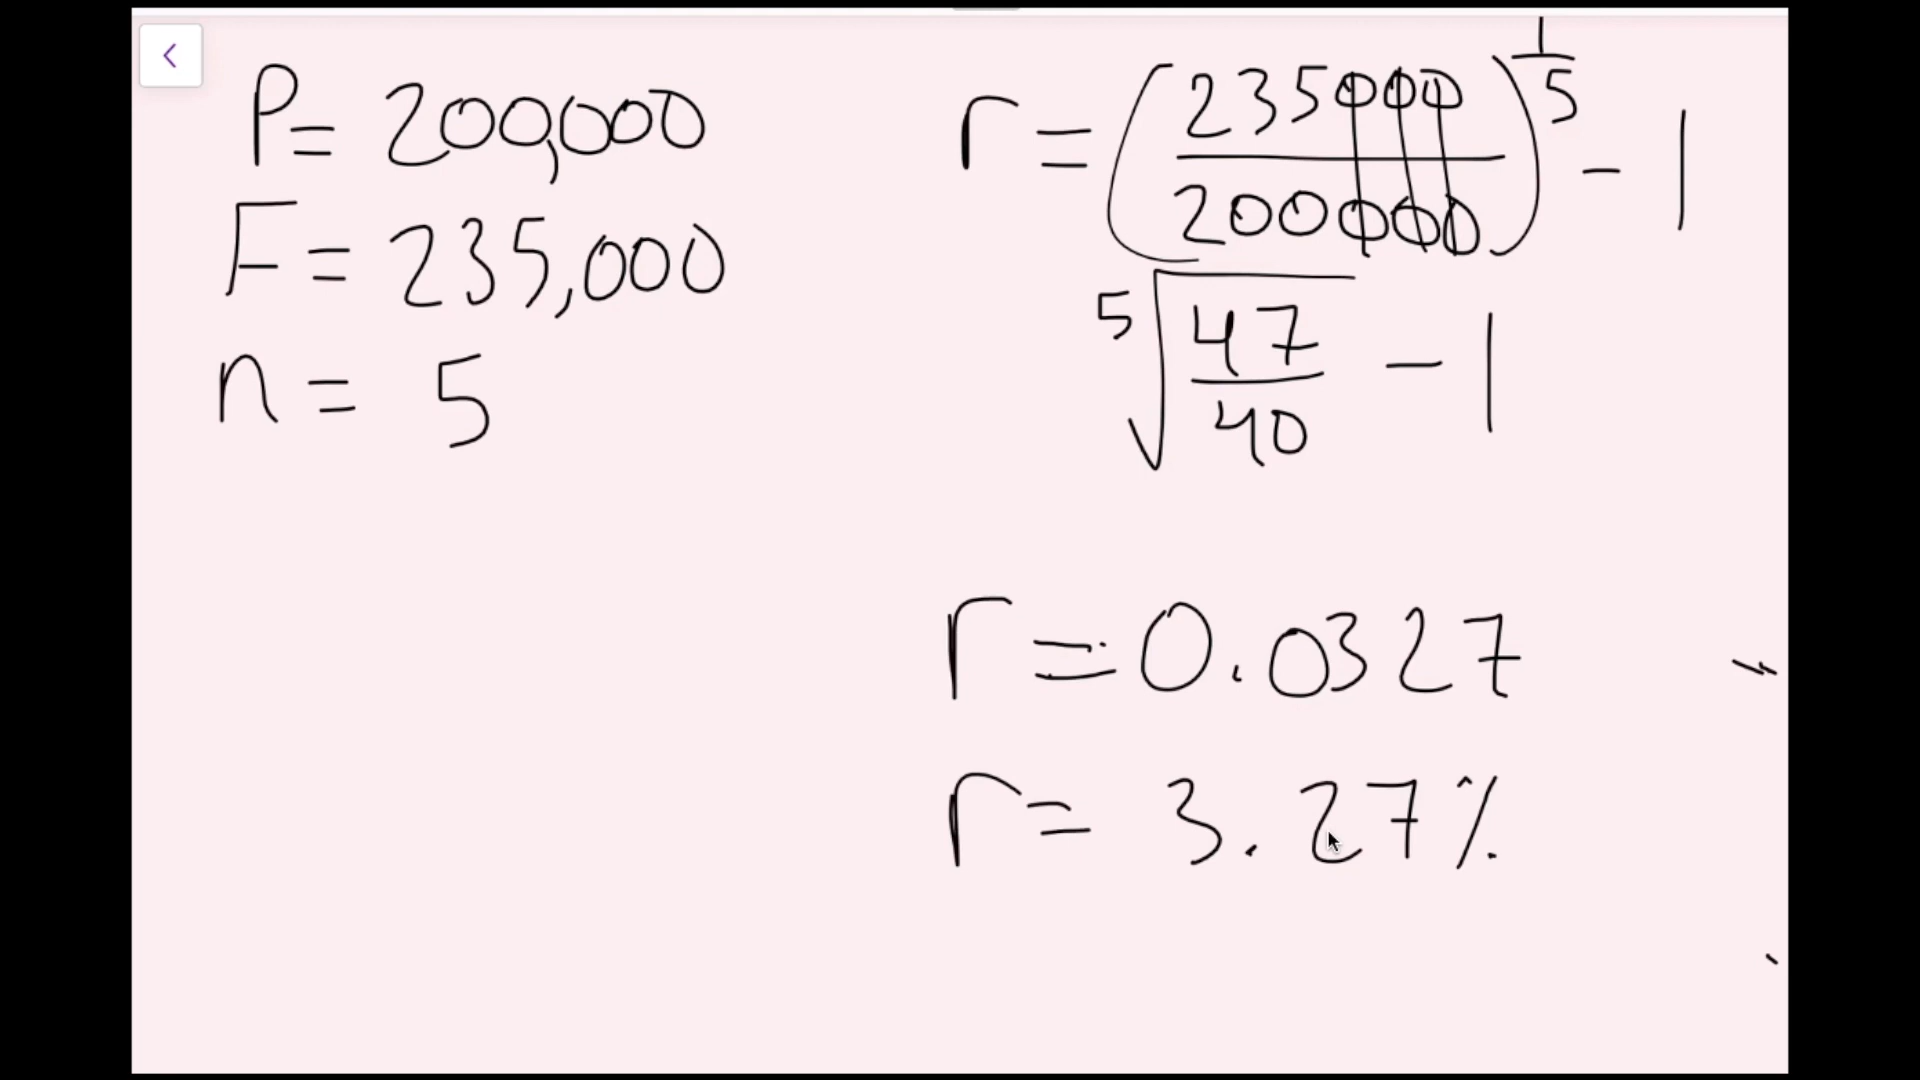 P= 200,000
F= 235,000
n= 5
r = (235000/200000)^1/5 - 1
5√47/40 - 1
r=0.0327
r= 3.27%